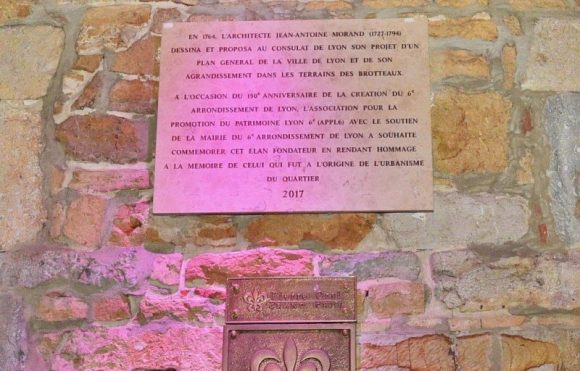 EN 1764, L'ARCHITECTE JEAN-ANTOINE MORAND (1727-1794)
DESSINA ET PROPOSA AU CONSULAT DE LYON SON PROJET D'UN
PLAN GENERAL DE LA VILLE DE LYON ET DE SON
AGRANDISSEMENT DANS LES TERRAINS DES BROTTEAUX.
A L'OCCASION DU 150e ANNIVERSAIRE DE LA CREATION DU 6e
ARRONDISSEMENT DE LYON, L'ASSOCIATION POUR LA
PROMOTION DU PATRIMOINE LYON 6e (APPL6) AVEC LE SOUTIEN
DE LA MAIRIE DU 6e ARRONDISSEMENT DE LYON A SOUHAITE
COMMEMORER CET ELAN FONDATEUR EN RENDANT HOMMAGE
A LA MEMOIRE DE CELUI QUI FUT A L'ORIGINE DE L'URBANISME
DU QUARTIER
2017